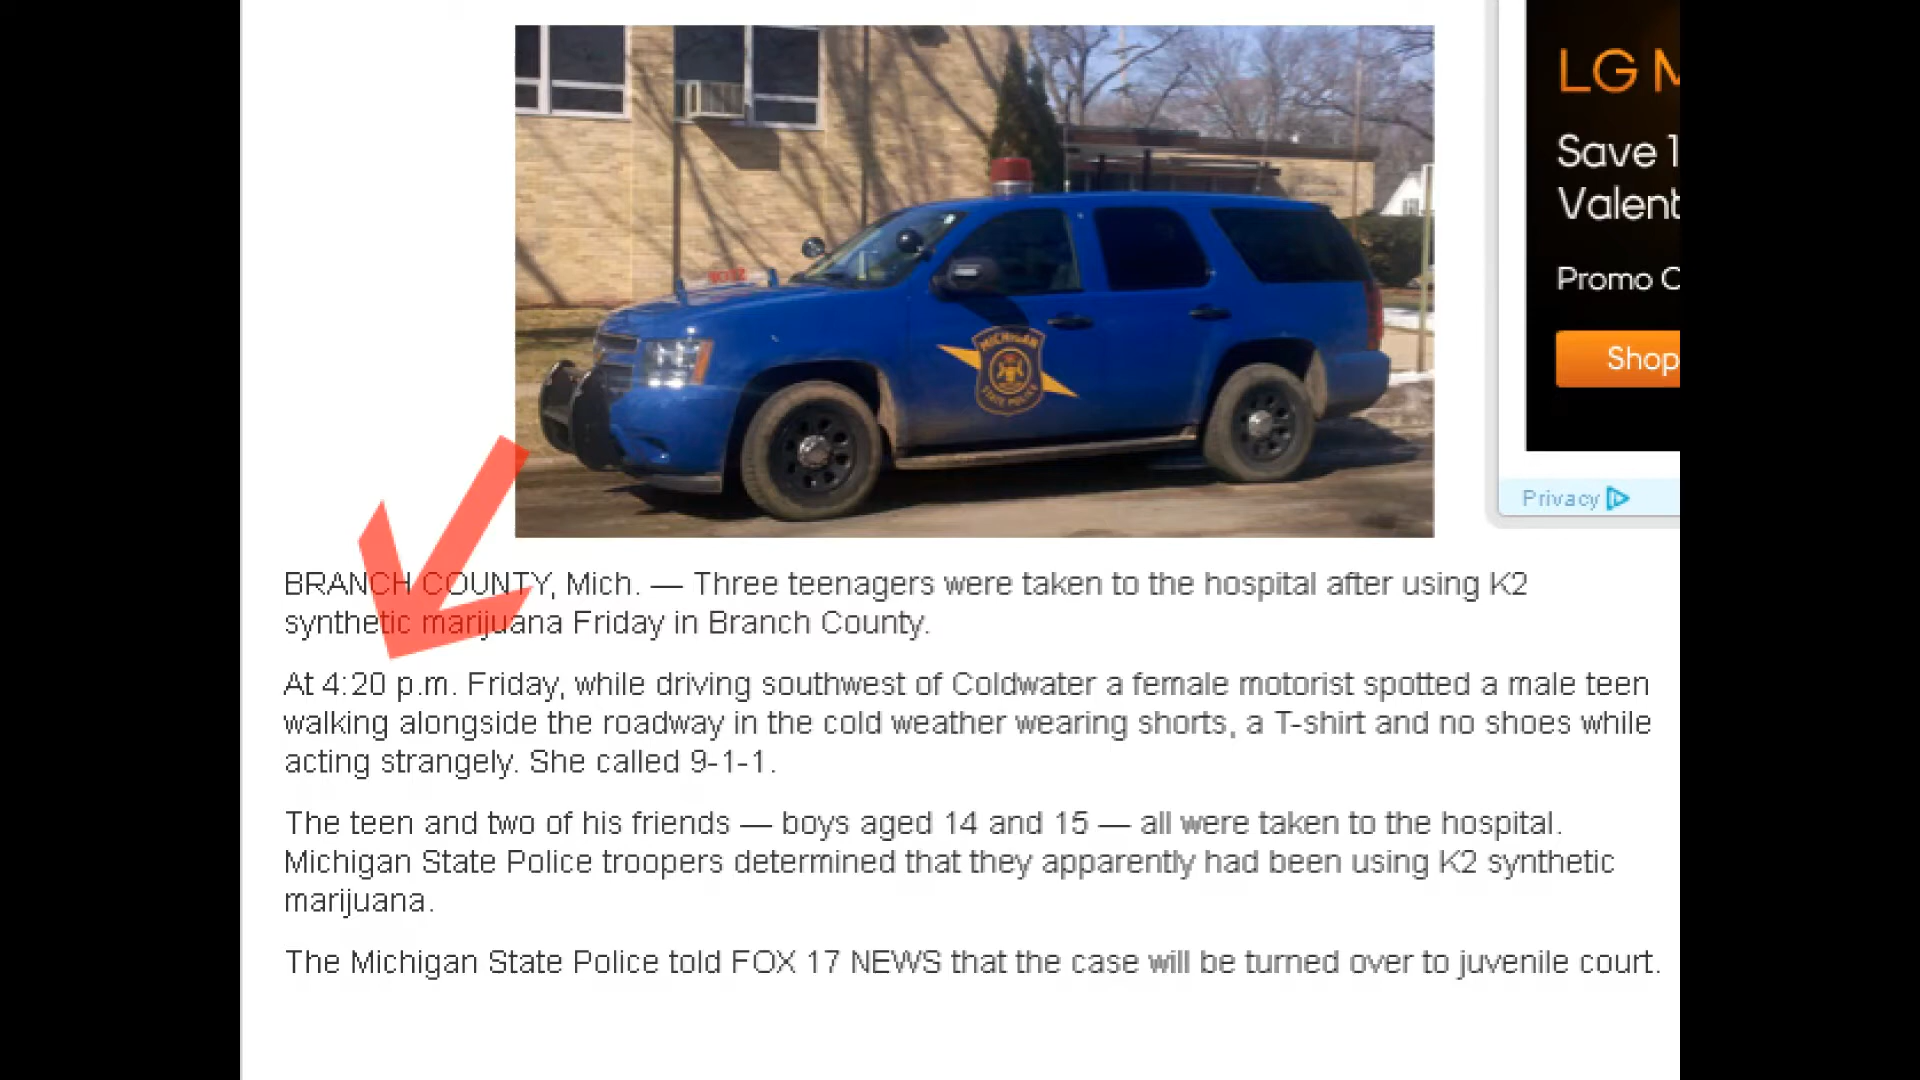 LG
Save
Promo
Shop
Privacy
MICHIGAN
STATE POLICE
BRANCH COUNTY, Mich. — Three teenagers were taken to the hospital after using K2
synthetic marijuana Friday in Branch County.
At 4:20 p.m. Friday, while driving southwest of Coldwater a female motorist spotted a male teen
walking alongside the roadway in the cold weather wearing shorts, a T-shirt and no shoes while
acting strangely. She called 9-1-1.
The teen and two of his friends — boys aged 14 and 15 — all were taken to the hospital.
Michigan State Police troopers determined that they apparently had been using K2 synthetic
marijuana.
The Michigan State Police told FOX 17 NEWS that the case will be turned over to juvenile court.